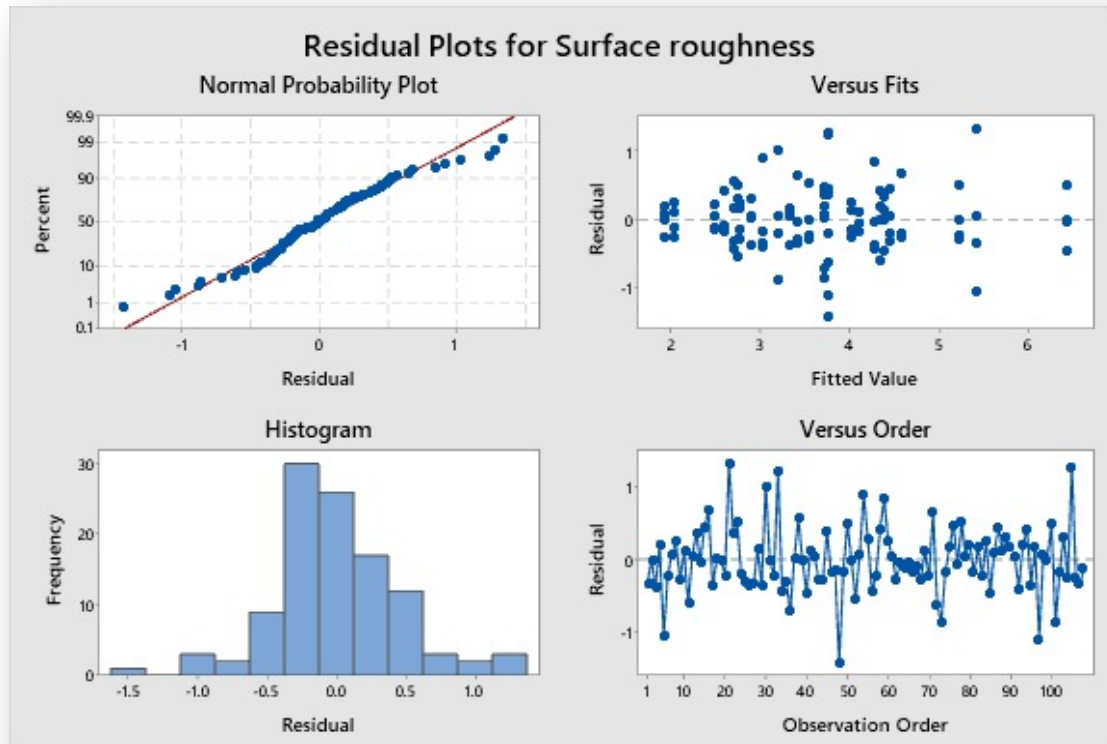 Residual Plots for Surface roughness
Normal Probability Plot
99.9
99
90
50
10
1
0.1
Percent
-1 0 1
Residual
Versus Fits
1
0
-1
Residual
2 3 4 5 6
Fitted Value
Histogram
30
20
10
0
Frequency
-1.5 -1.0 -0.5 0.0 0.5 1.0
Residual
Versus Order
1
0
-1
Residual
1 10 20 30 40 50 60 70 80 90 100
Observation Order